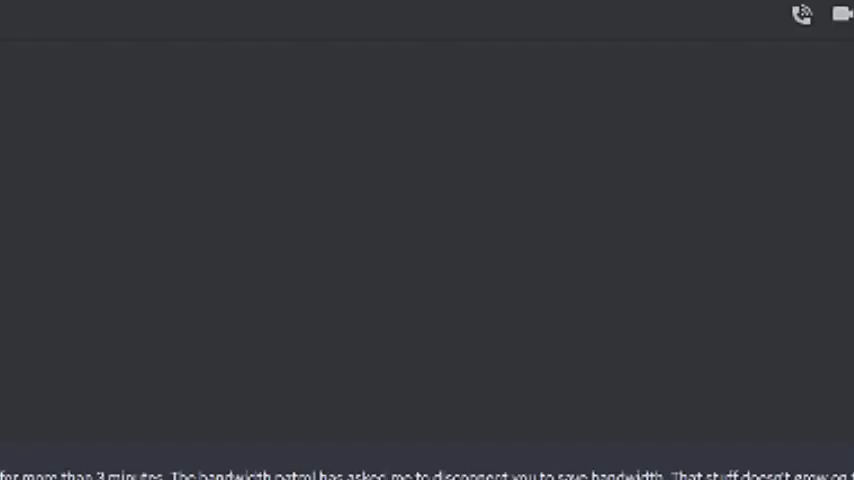 for more than 3 minutes. The bandwidth patrol has asked me to disconnect you to save bandwidth. That stuff doesn't grow on